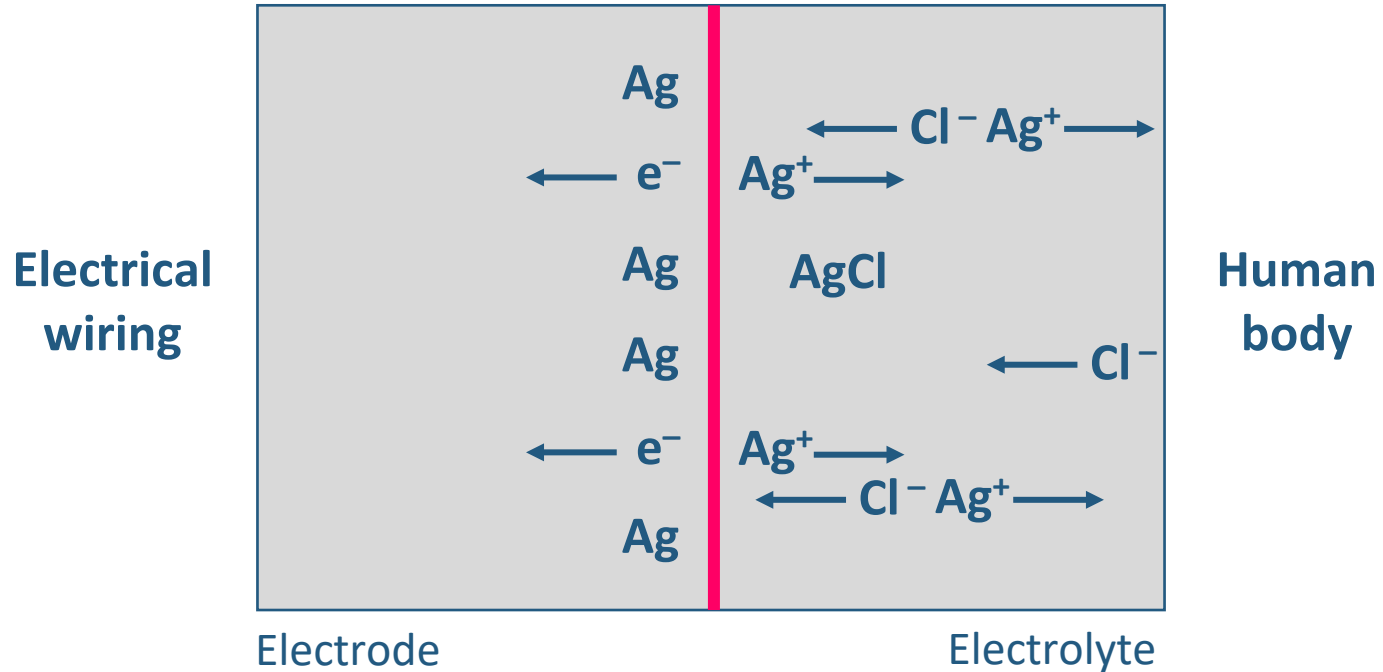 Electrical
wiring
Ag
Cl⁻ Ag⁺
e⁻
Ag⁺
Ag
AgCl
Ag
Cl⁻
e⁻
Ag⁺
Cl⁻ Ag⁺
Ag
Human
body
Electrode
Electrolyte